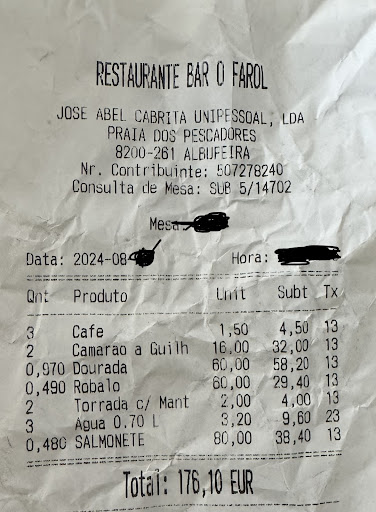 RESTAURANTE BAR O FAROL
JOSE ABEL CABRITA UNIPESSOAL, LDA
PRAIA DOS PESCADORES
8200-261 ALBUFEIRA
Nr. Contribuinte: 507278240
Consulta de Mesa: SUB 5/14702
Mesa
Data: 2024-08 Hora:
Qnt Produto Unit Subt Tx
3 Cafe 1,50 4,50 13
2 Camarao a Guilh 16,00 32,00 13
0,970 Dourada 60,00 58,20 13
0,490 Robalo 60,00 29,40 13
2 Torrada c/ Mant 2,00 4,00 13
3 Agua 0.70 L 3,20 9,60 23
0,480 SALMONETE 80,00 38,40 13
Total: 176,10 EUR